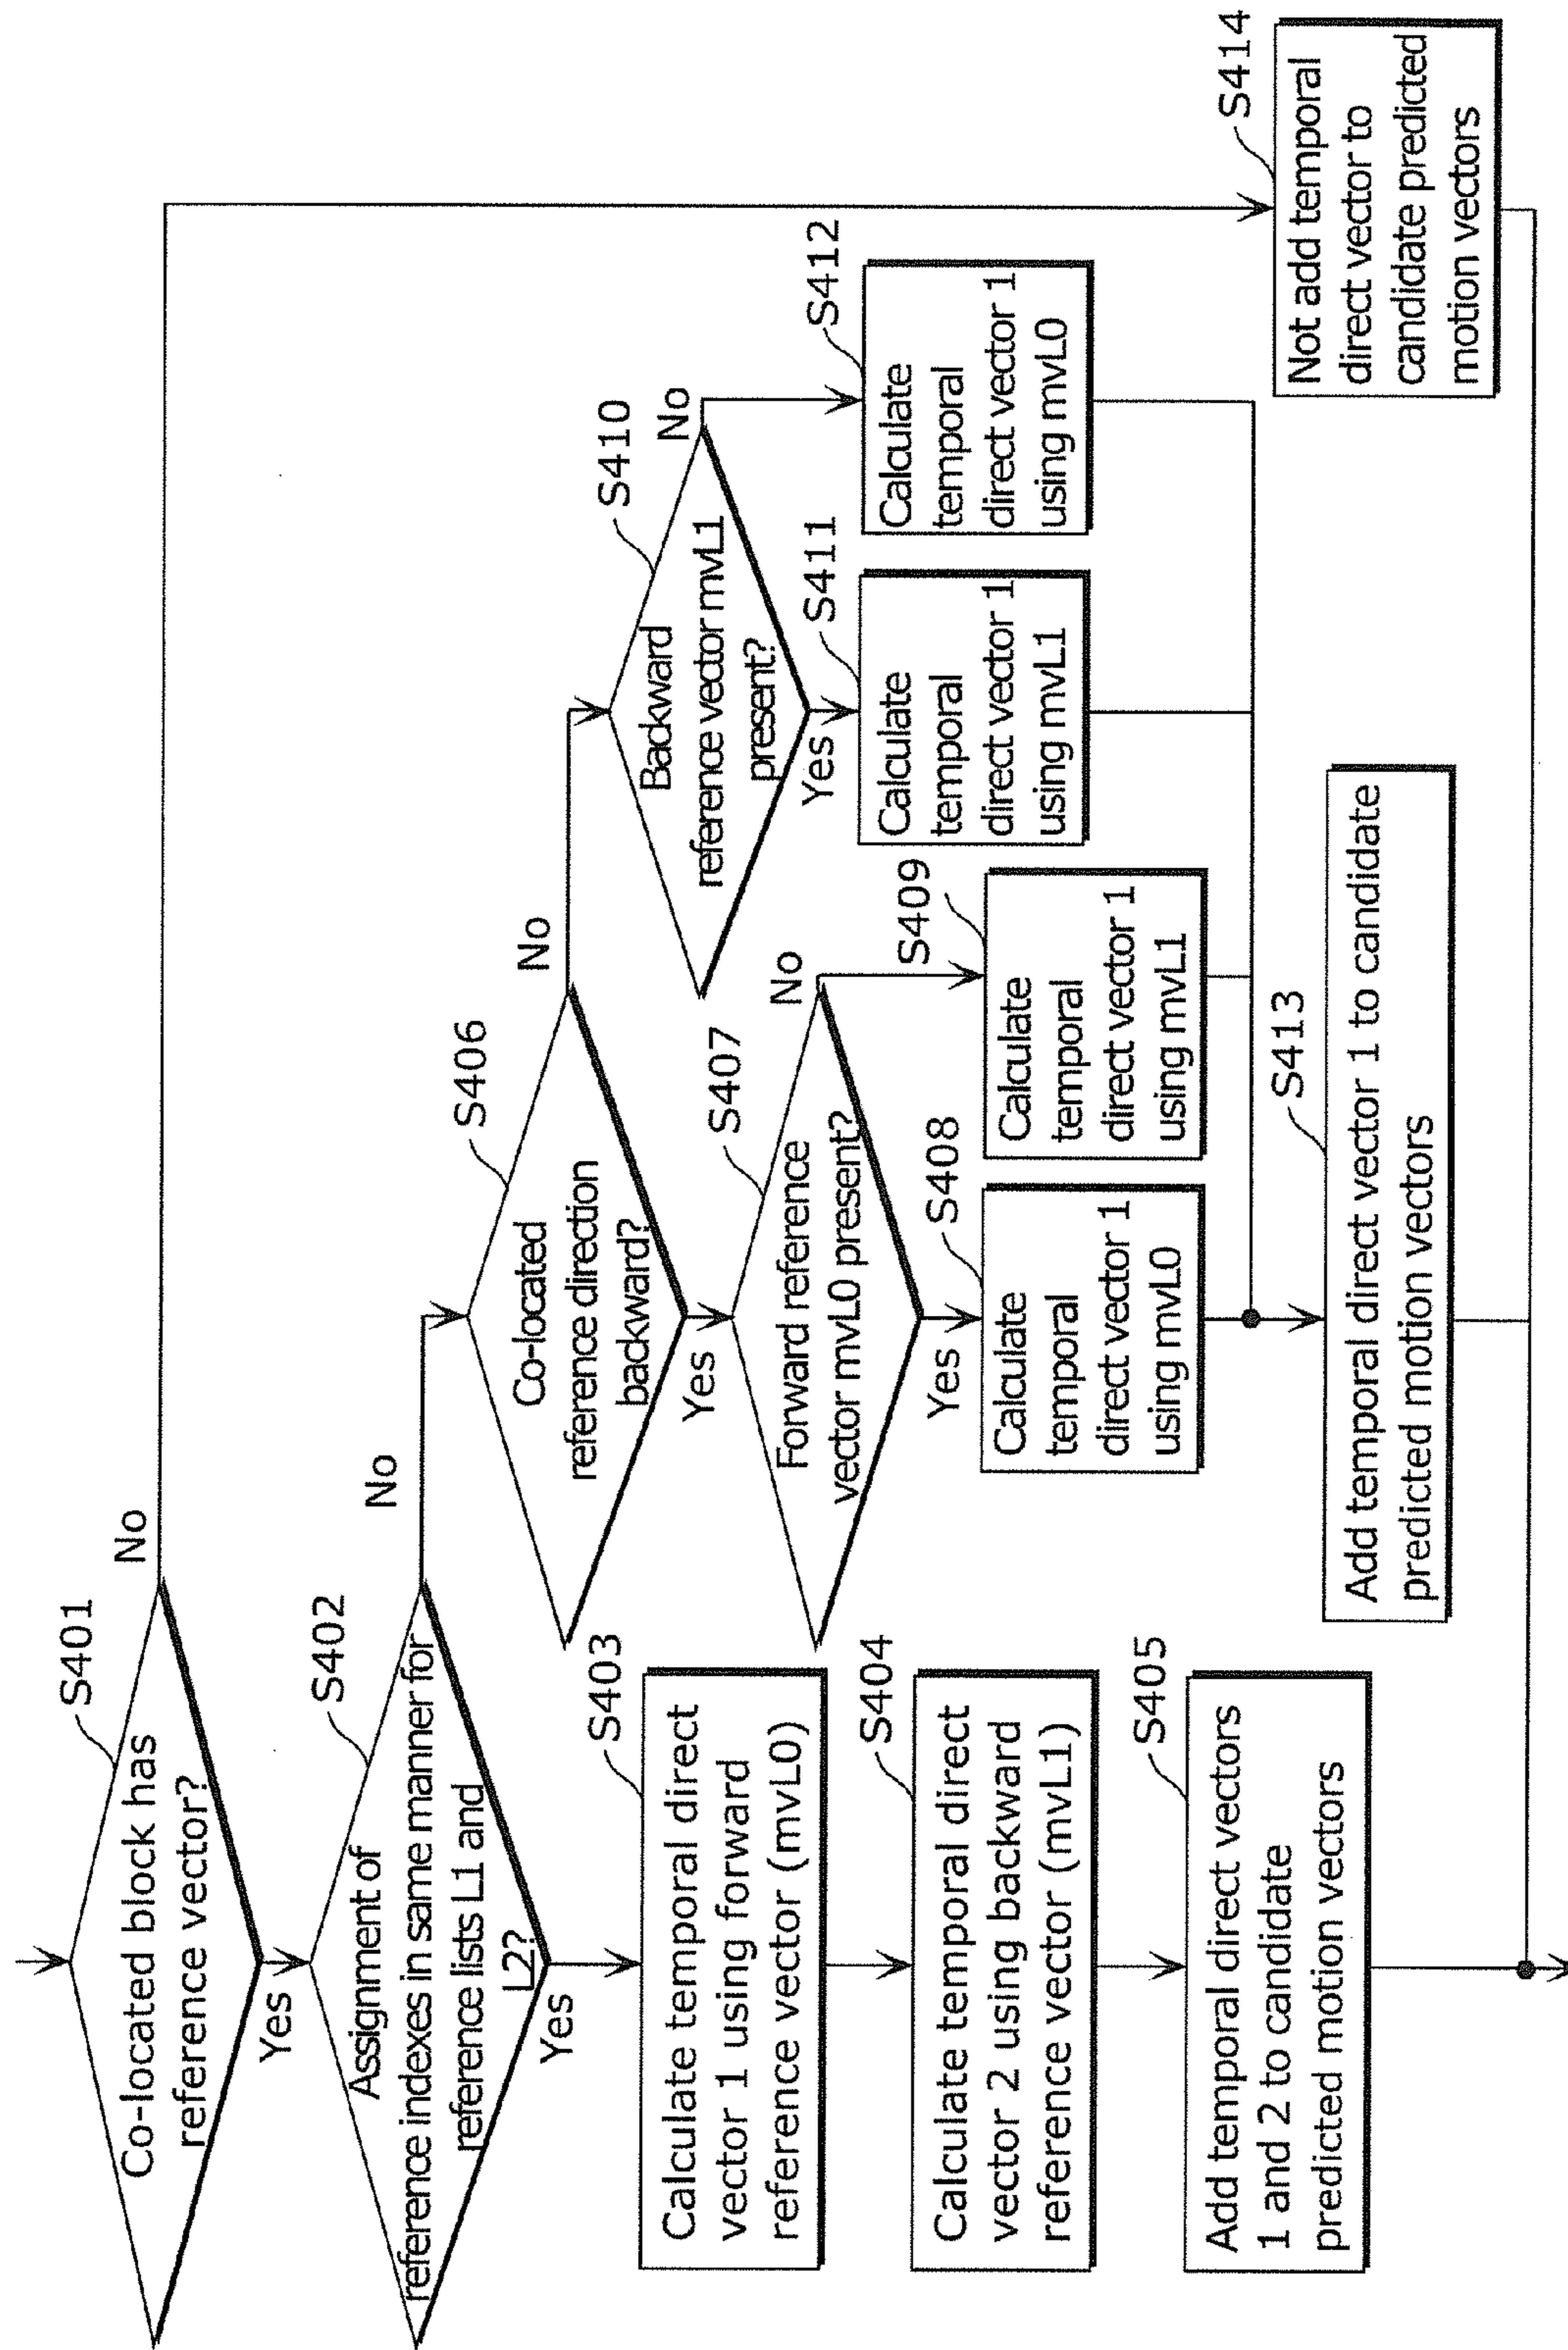 S401
Co-located block has
reference vector?
No
Yes
S402
Assignment of
reference indexes in same manner for
reference lists L1 and
L2?
No
Yes
S403
Calculate temporal direct
vector 1 using forward
reference vector (mvL0)
S404
Calculate temporal direct
vector 2 using backward
reference vector (mvL1)
S405
Add temporal direct vectors
1 and 2 to candidate
predicted motion vectors
S406
Co-located
reference direction
backward?
No
Yes
S407
Forward reference
vector mvL0 present?
No
Yes
S408
Calculate
temporal
direct vector 1
using mvL0
S409
Calculate
temporal
direct vector 1
using mvL1
S410
Backward
reference vector mvL1
present?
No
Yes
S411
Calculate
temporal
direct vector 1
using mvL1
S412
Calculate
temporal
direct vector 1
using mvL0
S413
Add temporal direct vector 1 to candidate
predicted motion vectors
S414
Not add temporal
direct vector to
candidate predicted
motion vectors